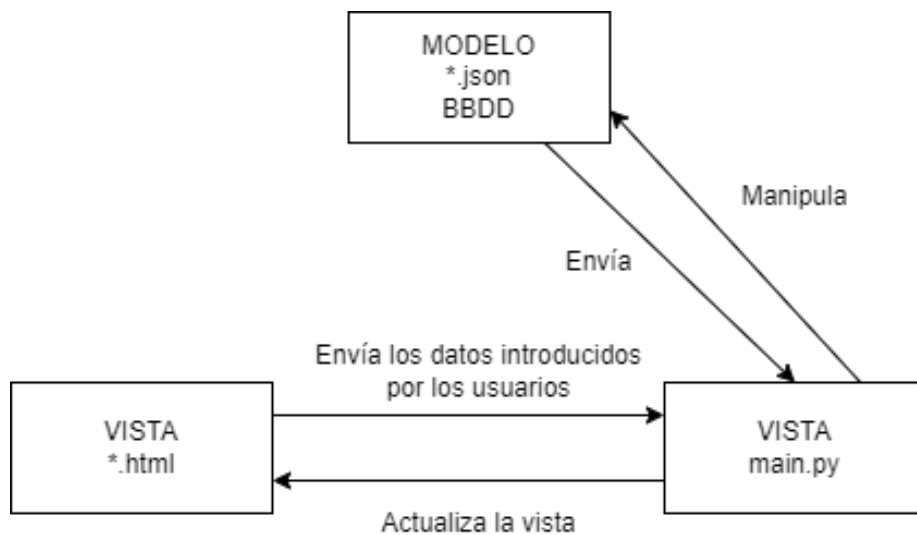 MODELO
*.json
BBDD
Manipula
Envía
Envía los datos introducidos
por los usuarios
VISTA
*.html
VISTA
main.py
Actualiza la vista